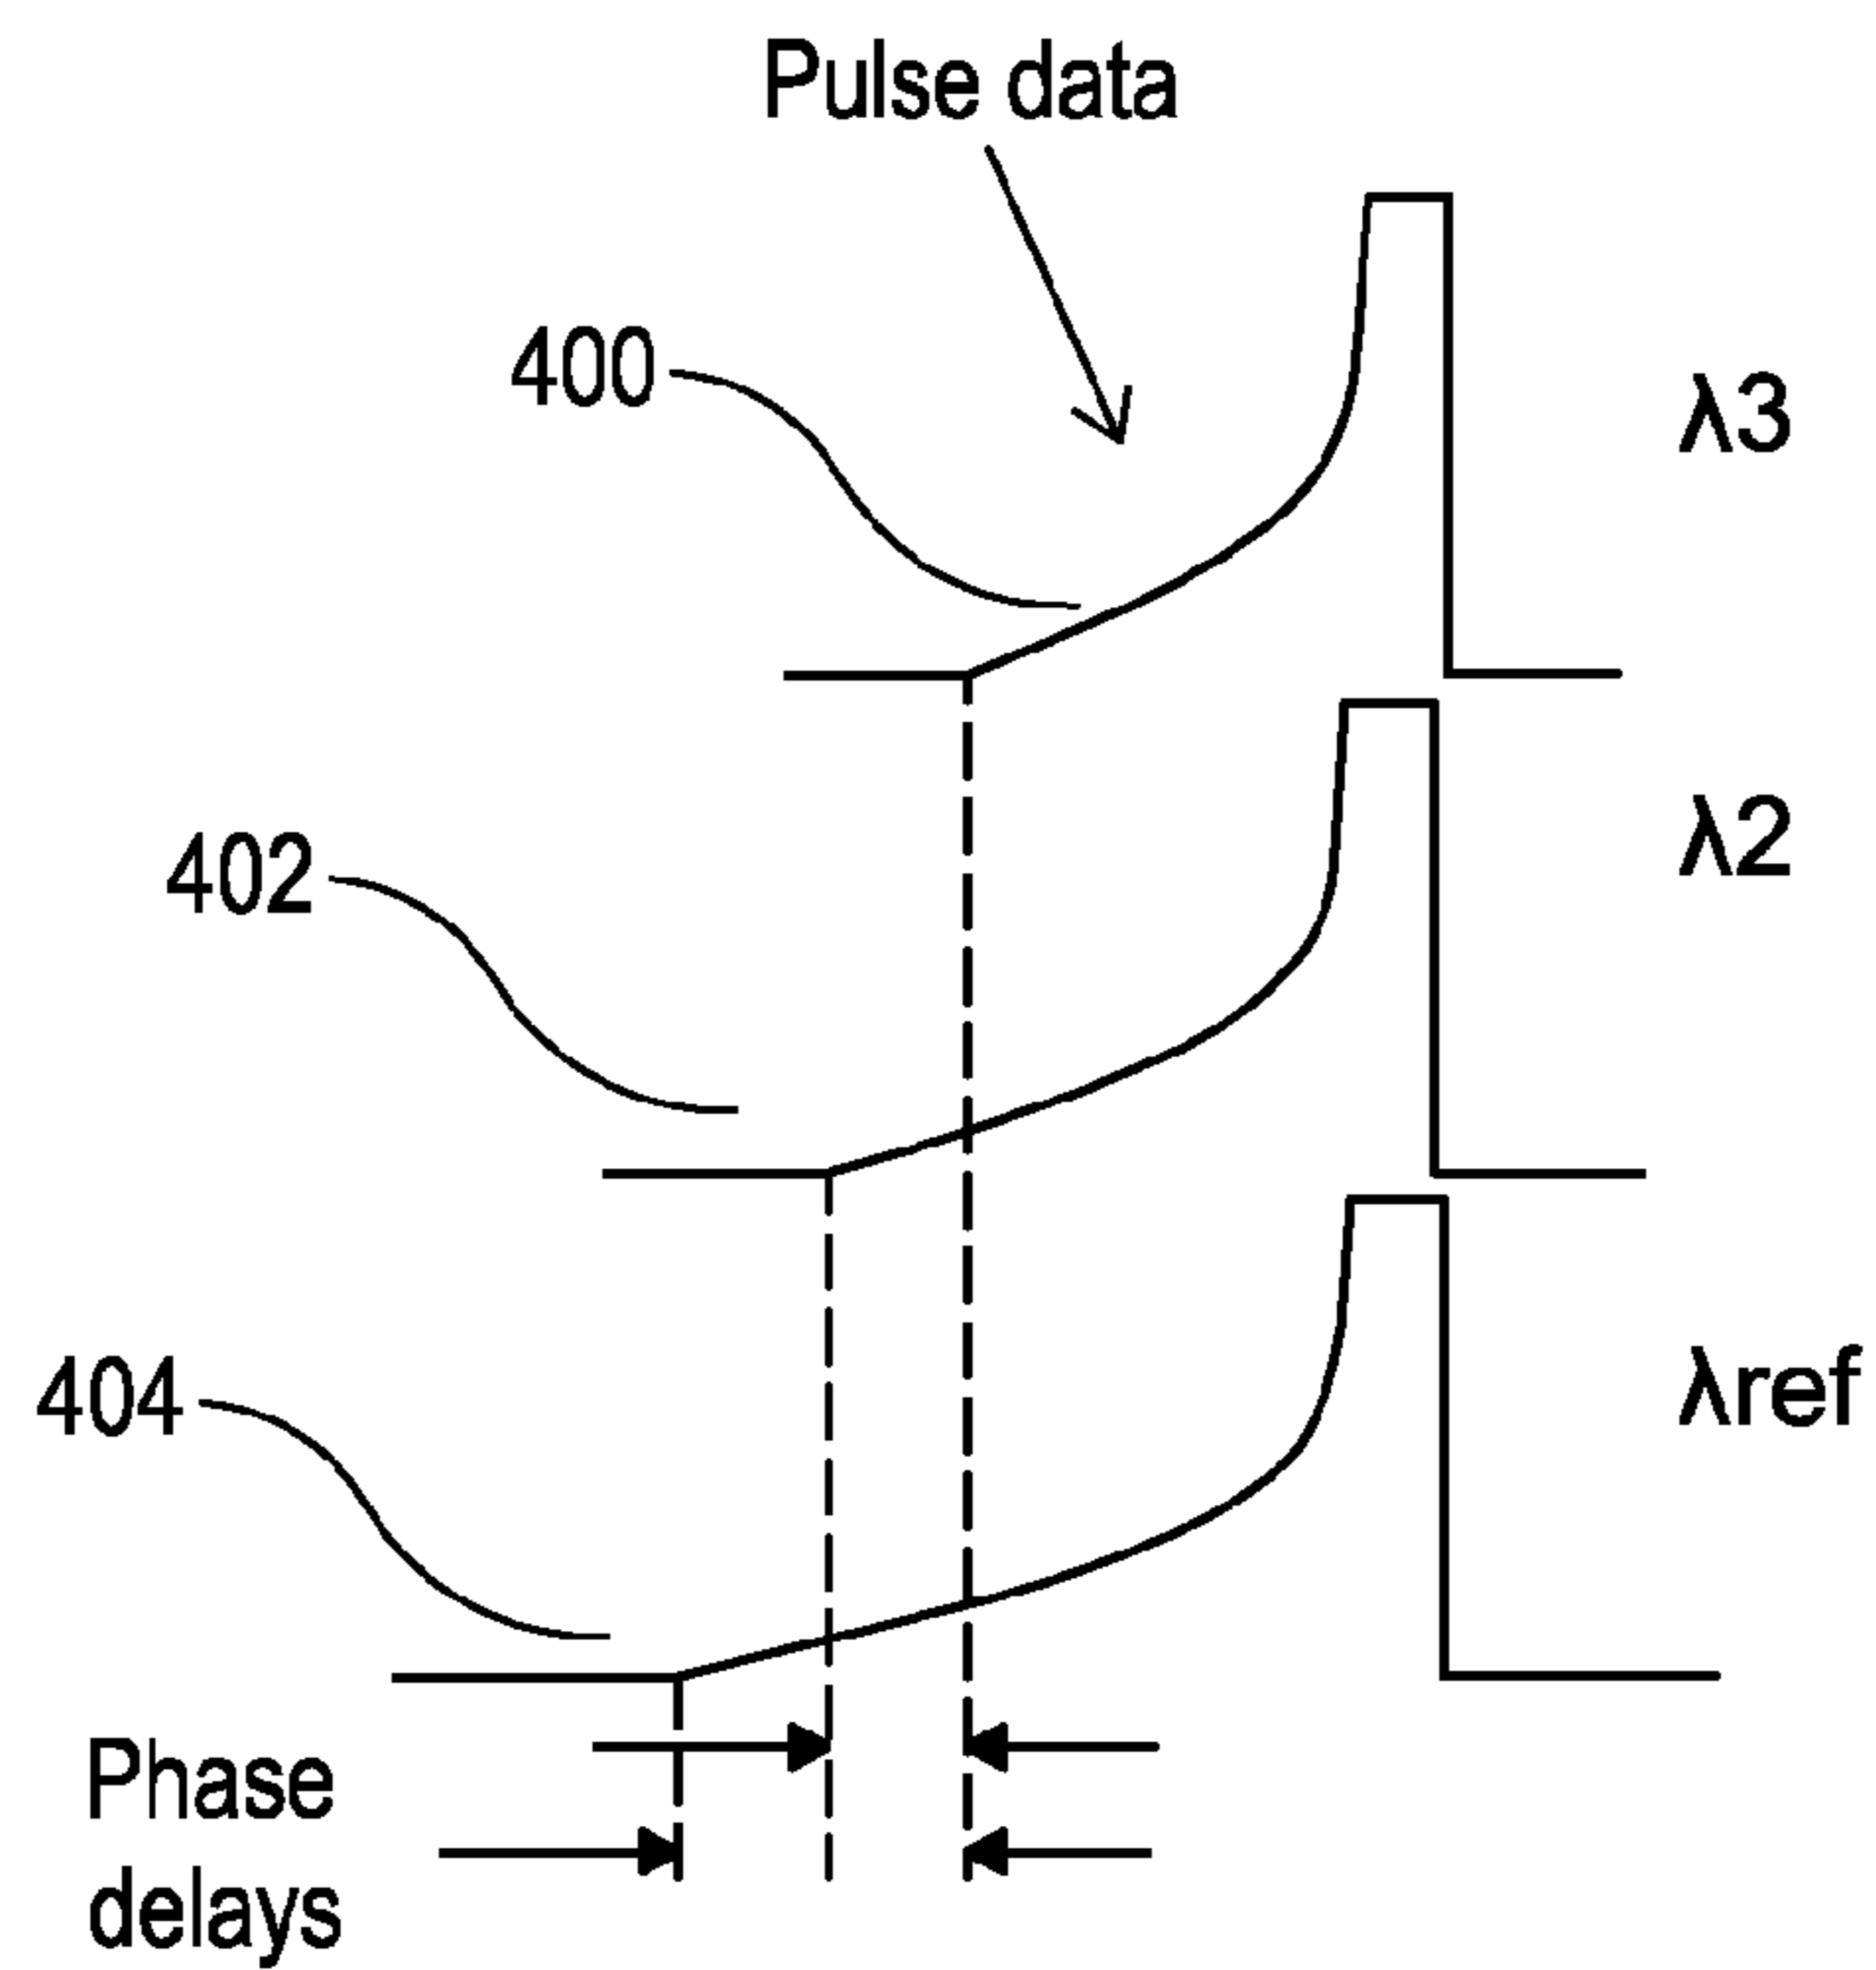 Pulse data
400
λ3
402
λ2
404
λref
Phase
delays